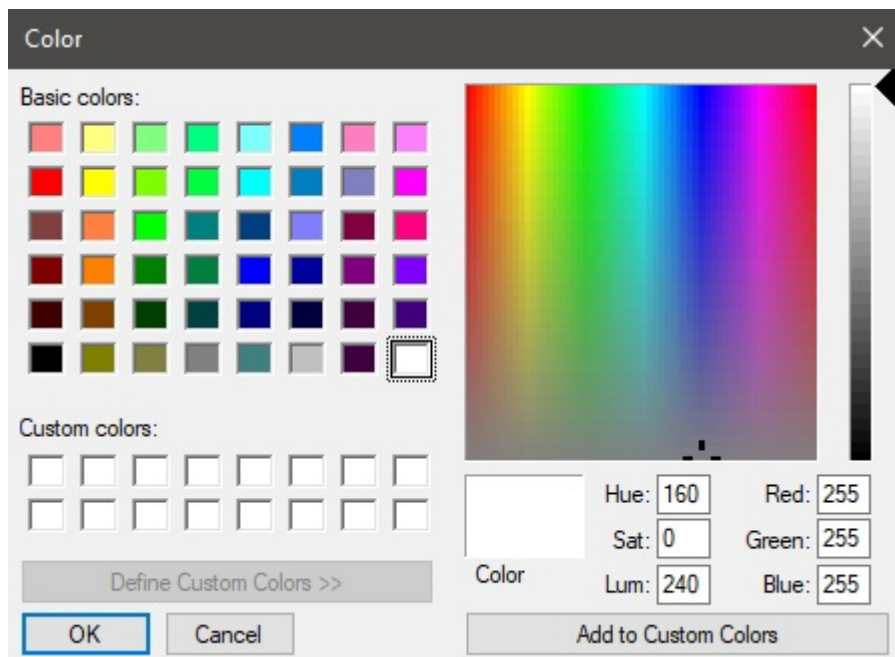 Color
Basic colors:
Custom colors:
Define Custom Colors >>
OK Cancel
Color
Hue: 160 Red: 255
Sat: 0 Green: 255
Lum: 240 Blue: 255
Add to Custom Colors